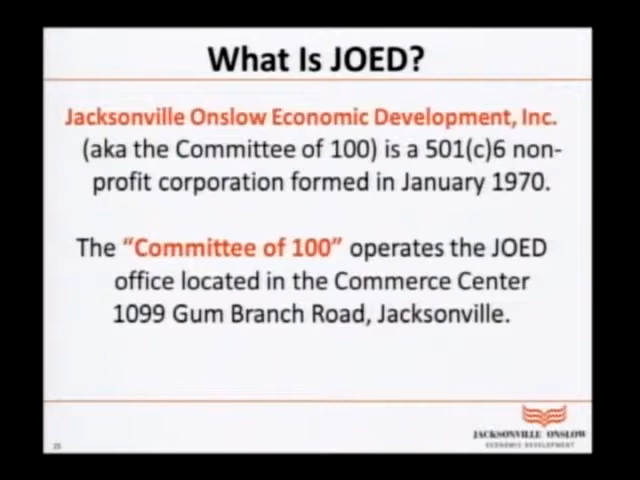 What Is JOED?
Jacksonville Onslow Economic Development, Inc.
(aka the Committee of 100) is a 501(c)6 non-
profit corporation formed in January 1970.
The “Committee of 100” operates the JOED
office located in the Commerce Center
1099 Gum Branch Road, Jacksonville.
JACKSONVILLE ONSLOW
ECONOMIC DEVELOPMENT